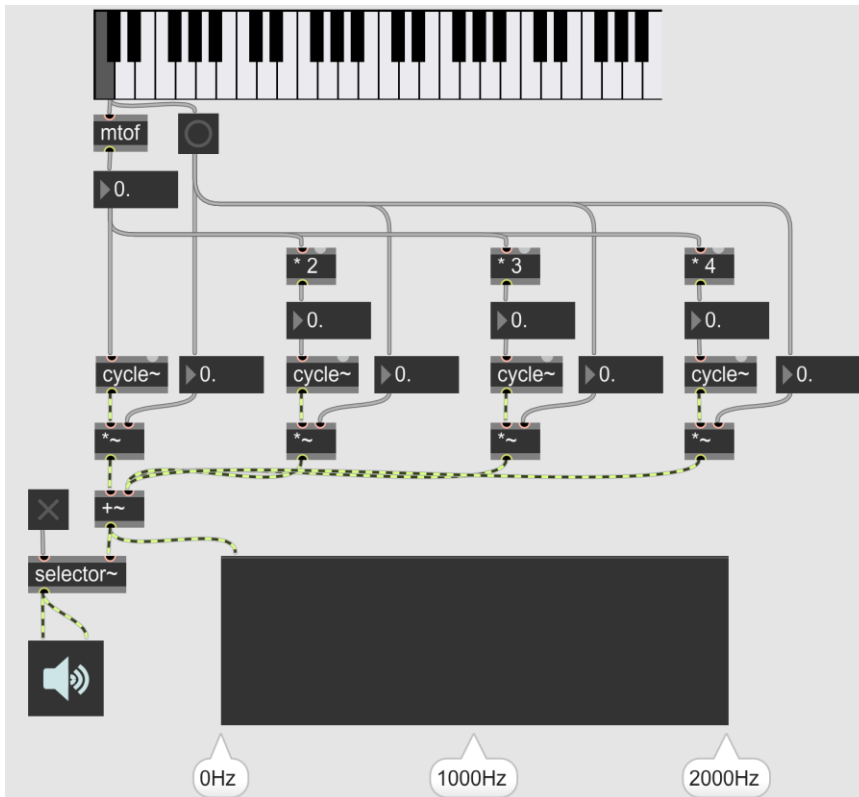 mtof
0.
* 2
* 3
* 4
0.
0.
0.
cycle~
0.
cycle~
0.
cycle~
0.
cycle~
0.
*~
*~
*~
*~
+~
selector~
0Hz
1000Hz
2000Hz